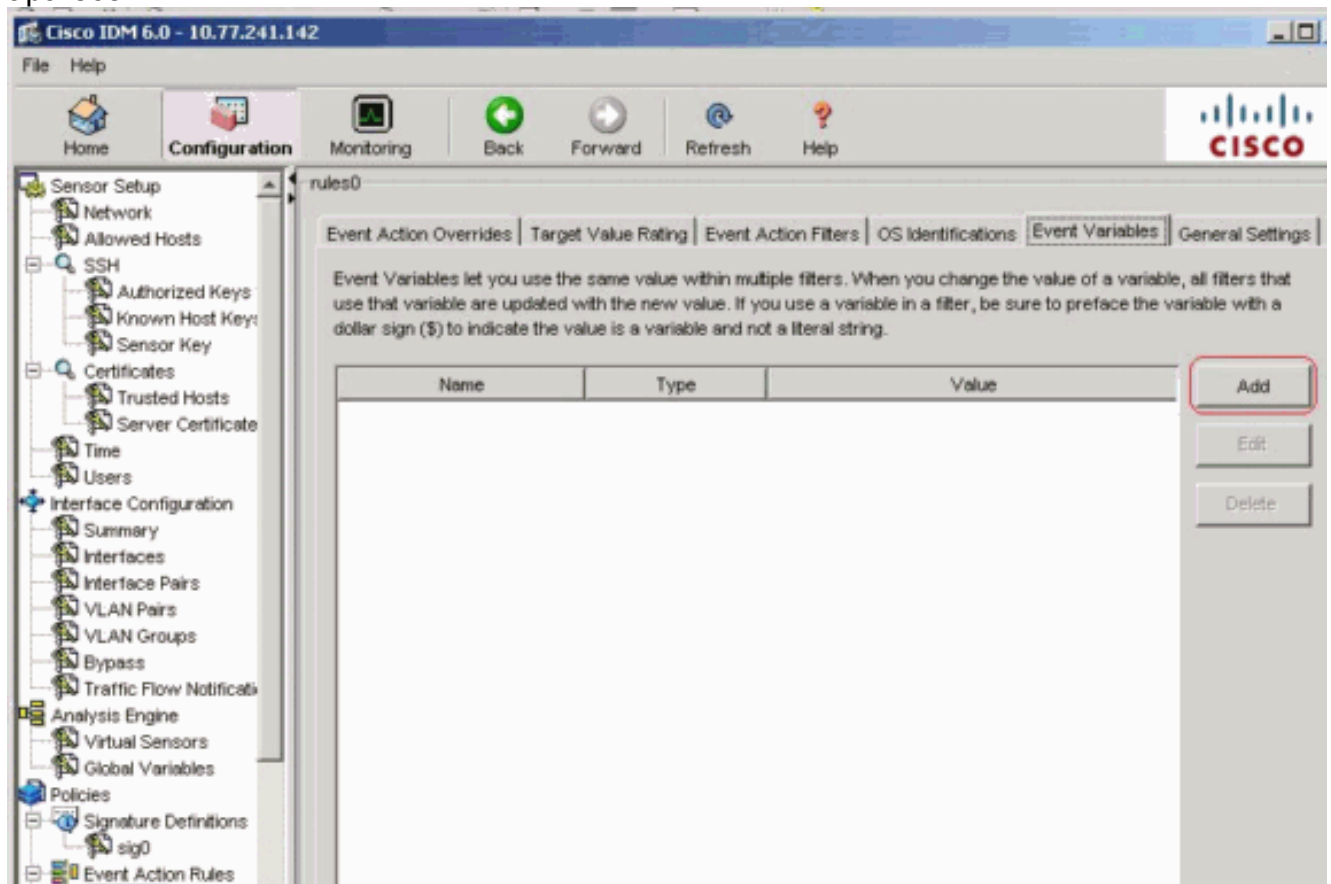 Cisco IDM 6.0 - 10.77.241.142
File Help
Home Configuration Monitoring Back Forward Refresh Help
CISCO
Sensor Setup
Network
Allowed Hosts
SSH
Authorized Keys
Known Host Keys
Sensor Key
Certificates
Trusted Hosts
Server Certificate
Time
Users
Interface Configuration
Summary
Interfaces
Interface Pairs
VLAN Pairs
VLAN Groups
Bypass
Traffic Flow Notificati
Analysis Engine
Virtual Sensors
Global Variables
Policies
Signature Definitions
sig0
Event Action Rules
rules0
Event Action Overrides Target Value Rating Event Action Filters OS Identifications Event Variables General Settings
Event Variables let you use the same value within multiple filters. When you change the value of a variable, all filters that
use that variable are updated with the new value. If you use a variable in a filter, be sure to preface the variable with a
dollar sign ($) to indicate the value is a variable and not a literal string.
Name Type Value
Add
Edit
Delete